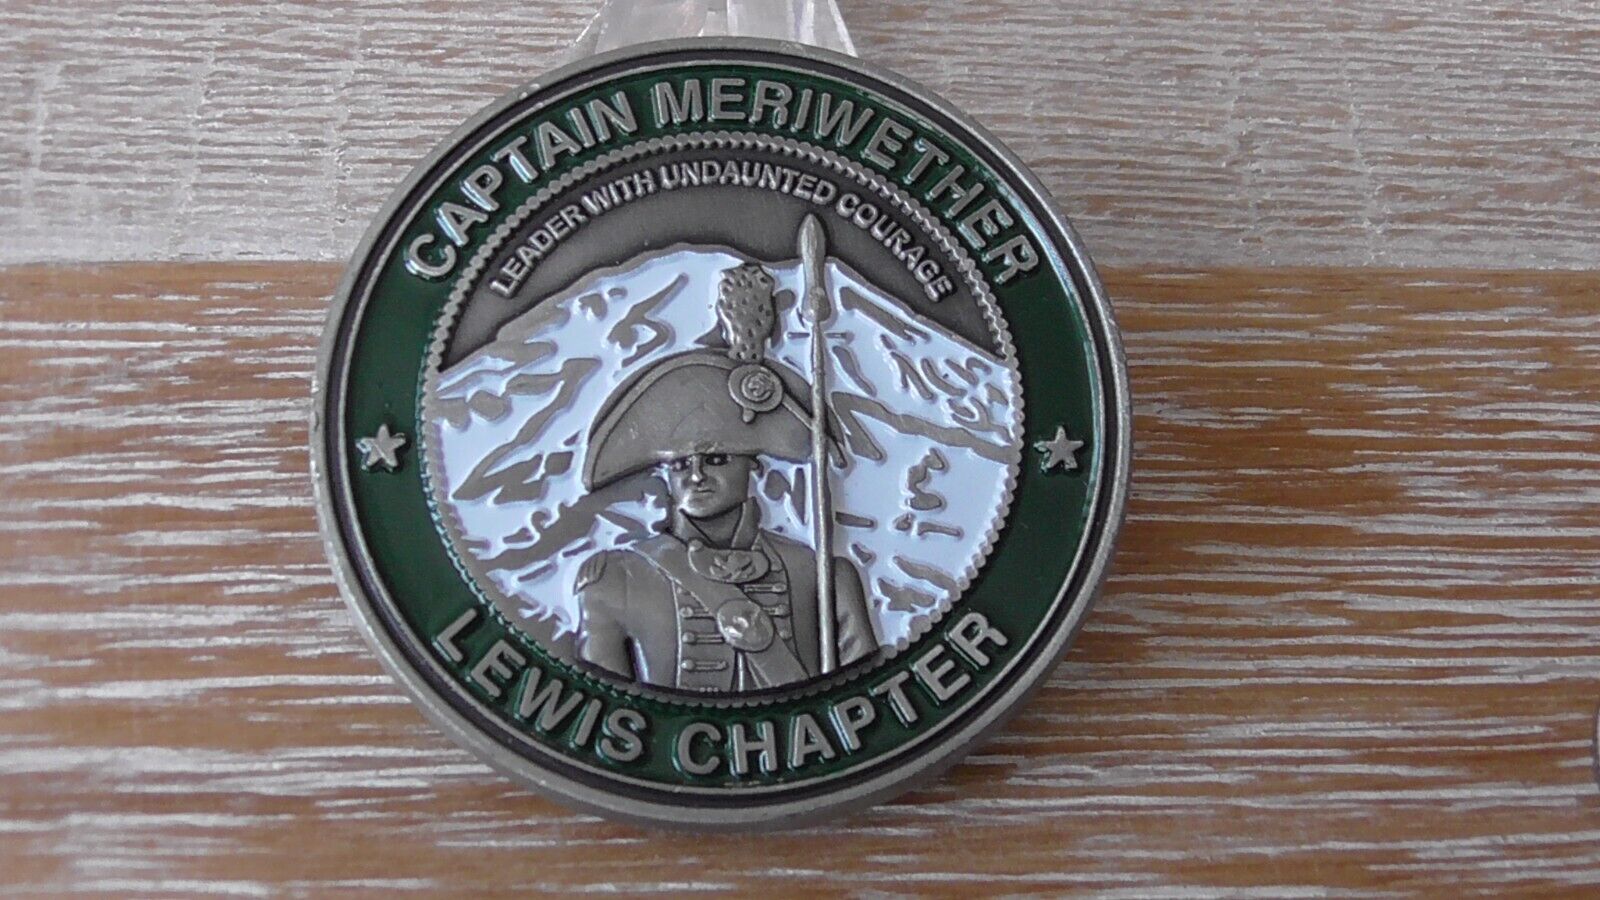 CAPTAIN MERIWETHER
LEADER WITH UNDAUNTED COURAGE
LEWIS CHAPTER